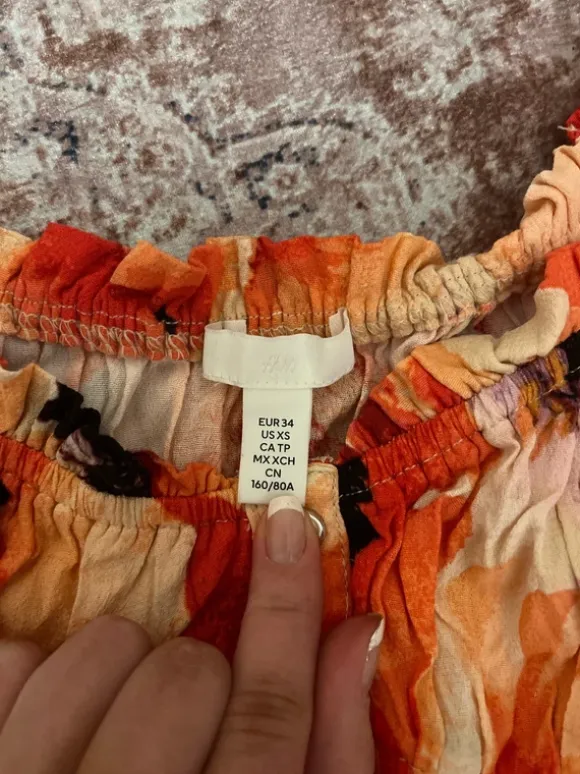 H&M
EUR 34
US XS
CA TP
MX XCH
CN
160/80A